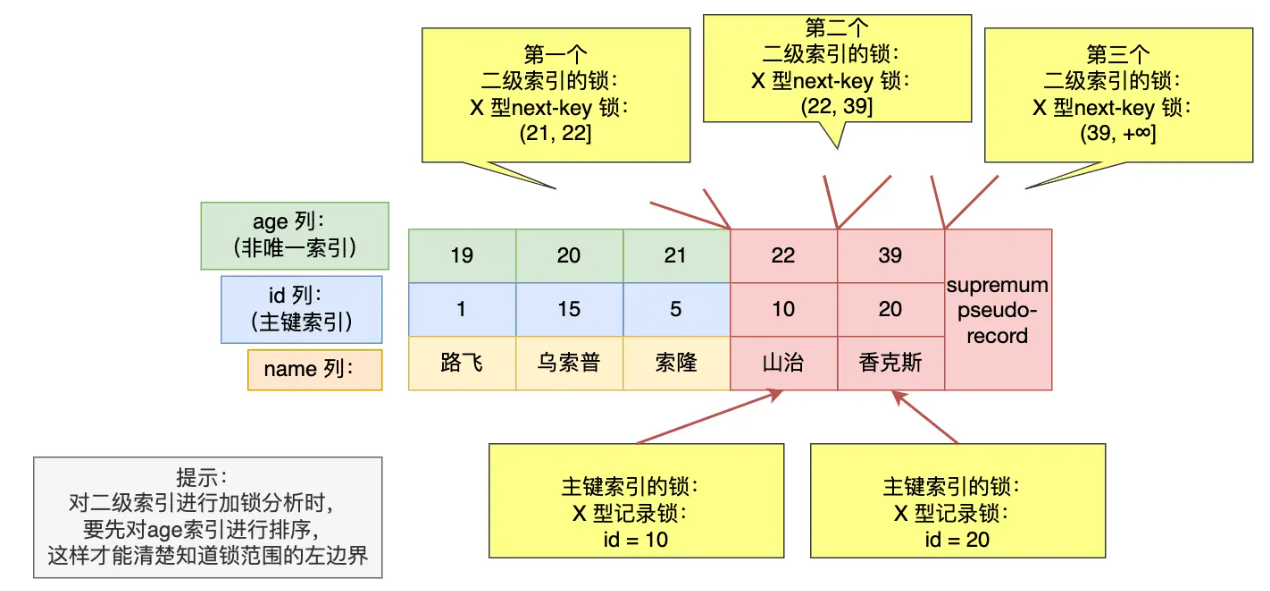 第一个
二级索引的锁：
X 型next-key 锁：
(21, 22]
第二个
二级索引的锁：
X 型next-key 锁：
(22, 39]
第三个
二级索引的锁：
X 型next-key 锁：
(39, +∞]
age 列：
（非唯一索引）
19
20
21
22
39
supremum
pseudo-
record
id 列：
（主键索引）
1
15
5
10
20
name 列：
路飞
乌索普
索隆
山治
香克斯
提示：
对二级索引进行加锁分析时，
要先对age索引进行排序，
这样才能清楚知道锁范围的左边界
主键索引的锁：
X 型记录锁：
id = 10
主键索引的锁：
X 型记录锁：
id = 20